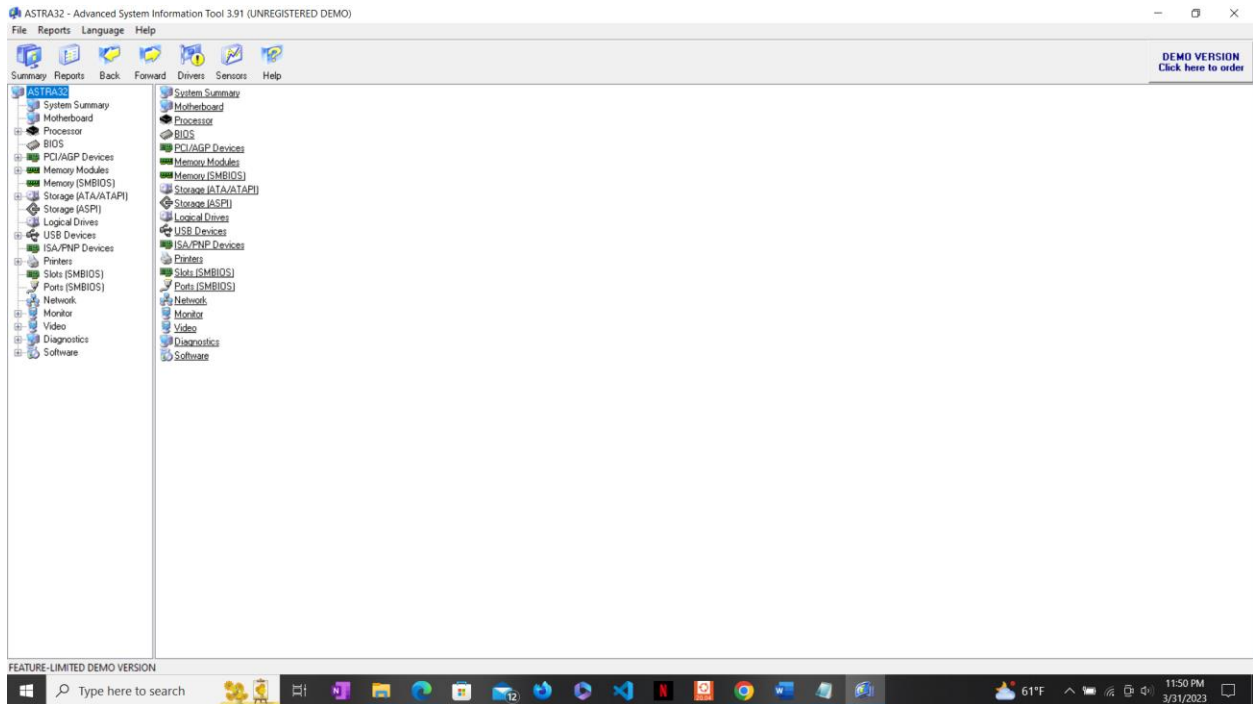 ASTRA32 - Advanced System Information Tool 3.91 (UNREGISTERED DEMO)
File Reports Language Help
Summary Reports Back Forward Drivers Sensors Help
DEMO VERSION
Click here to order
ASTRA32
System Summary
Motherboard
Processor
BIOS
PCI/AGP Devices
Memory Modules
Memory (SMBIOS)
Storage (ATA/ATAPI)
Storage (ASPI)
Logical Drives
USB Devices
ISA/PNP Devices
Printers
Slots (SMBIOS)
Ports (SMBIOS)
Network
Monitor
Video
Diagnostics
Software
System Summary
Motherboard
Processor
BIOS
PCI/AGP Devices
Memory Modules
Memory (SMBIOS)
Storage (ATA/ATAPI)
Storage (ASPI)
Logical Drives
USB Devices
ISA/PNP Devices
Printers
Slots (SMBIOS)
Ports (SMBIOS)
Network
Monitor
Video
Diagnostics
Software
FEATURE-LIMITED DEMO VERSION
Type here to search
N
12
N
20.04
W
61°F
11:50 PM
3/31/2023